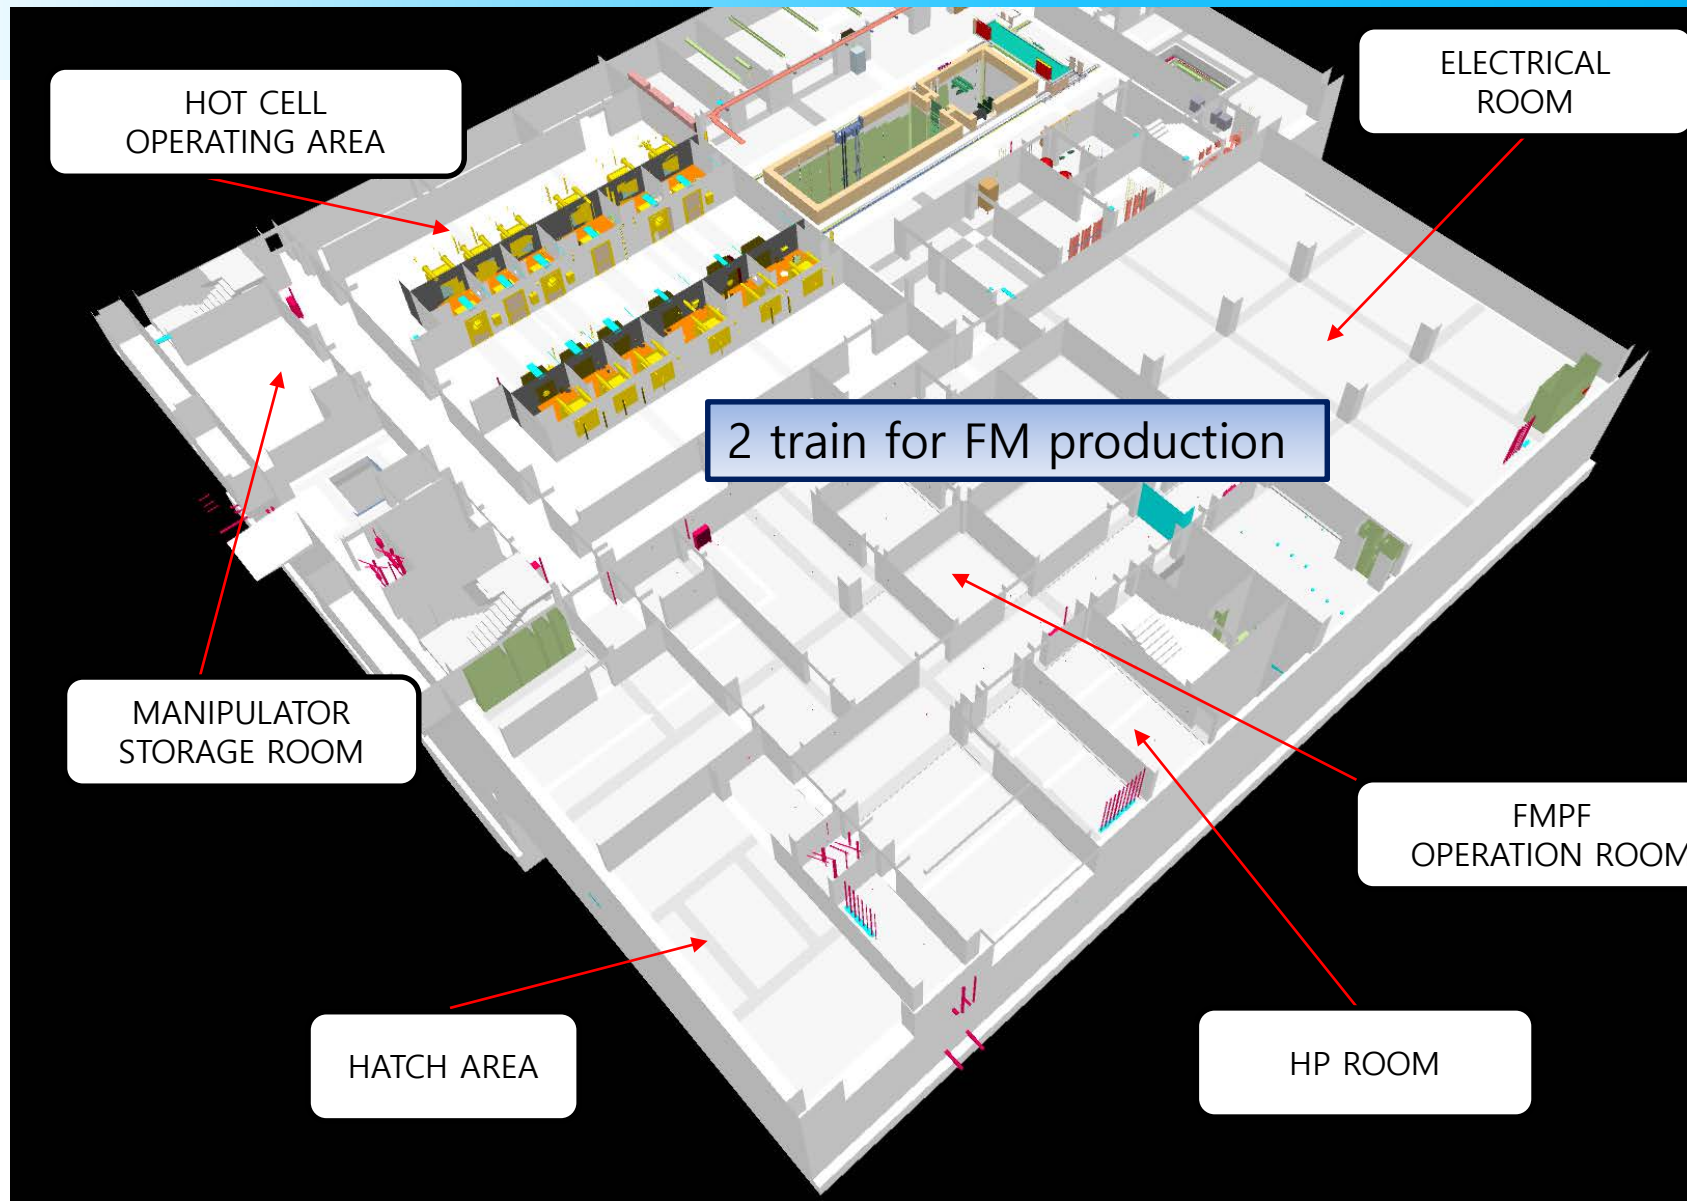 HOT CELL
OPERATING AREA
ELECTRICAL
ROOM
2 train for FM production
MANIPULATOR
STORAGE ROOM
FMPF
OPERATION ROOM
HATCH AREA
HP ROOM